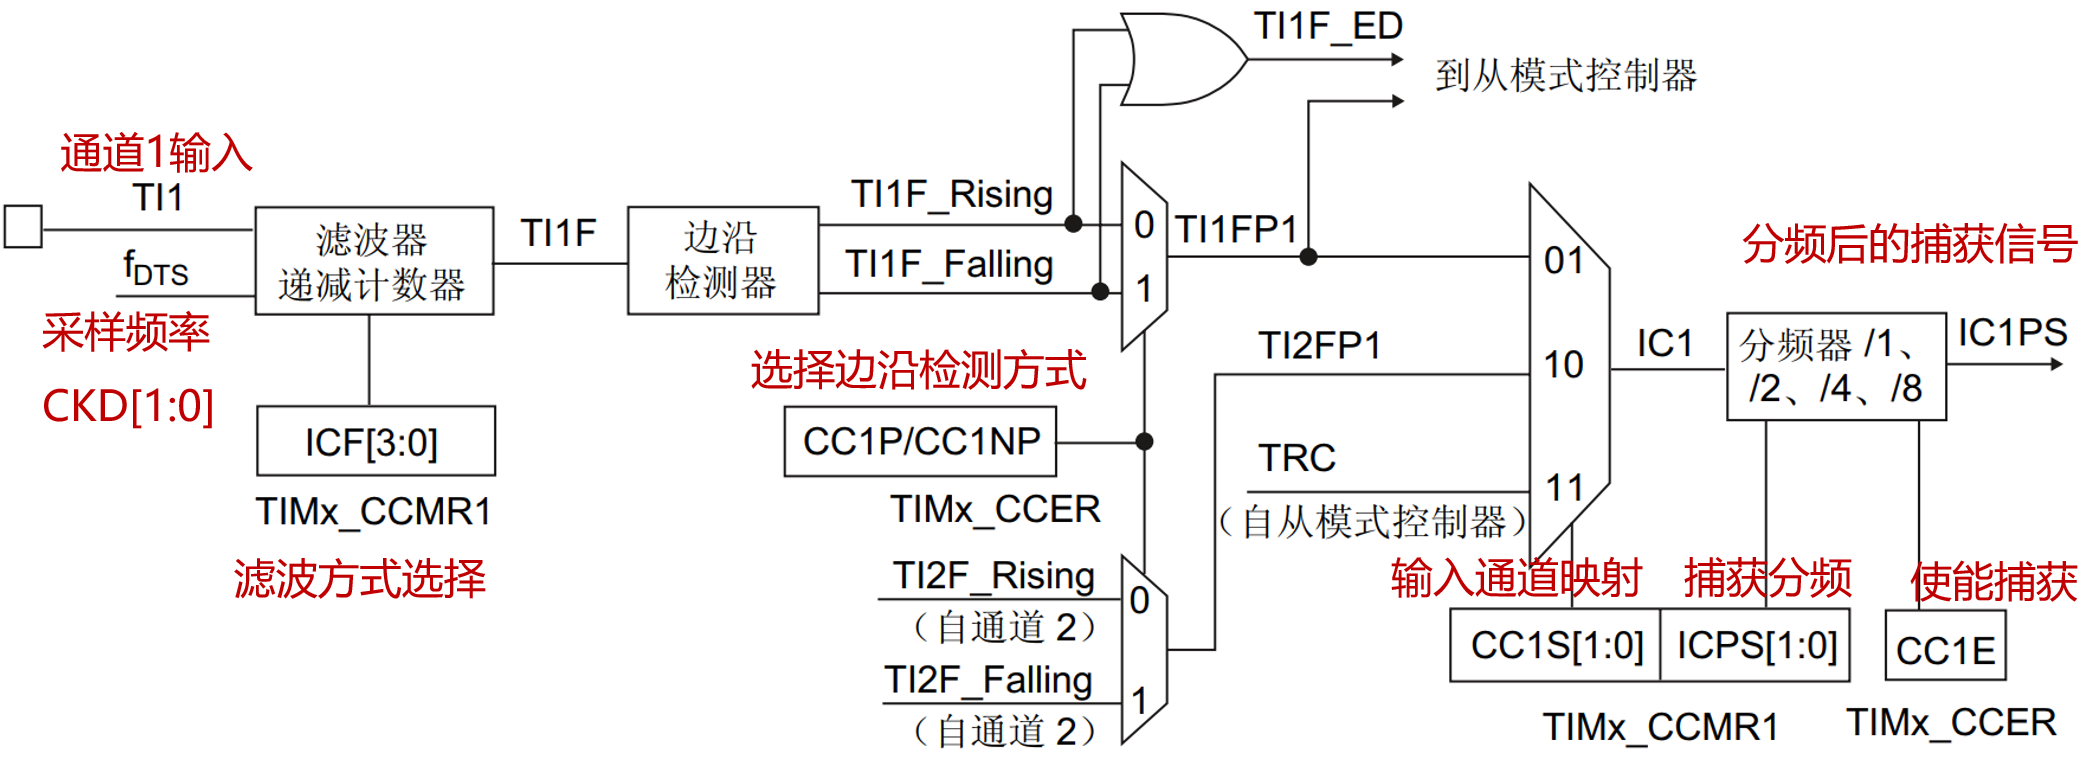 TI1F_ED
到从模式控制器
通道1输入
TI1
f
DTS
采样频率
CKD[1:0]
滤波器
递减计数器
ICF[3:0]
TIMx_CCMR1
滤波方式选择
TI1F
边沿
检测器
TI1F_Rising
TI1F_Falling
0
1
TI1FP1
选择边沿检测方式
CC1P/CC1NP
TIMx_CCER
TI2F_Rising
（自通道 2）
TI2F_Falling
（自通道 2）
0
1
TI2FP1
TRC
（自从模式控制器）
01
10
11
IC1
分频后的捕获信号
分频器 /1、
/2、/4、/8
IC1PS
输入通道映射
捕获分频
使能捕获
CC1S[1:0]
ICPS[1:0]
CC1E
TIMx_CCMR1
TIMx_CCER